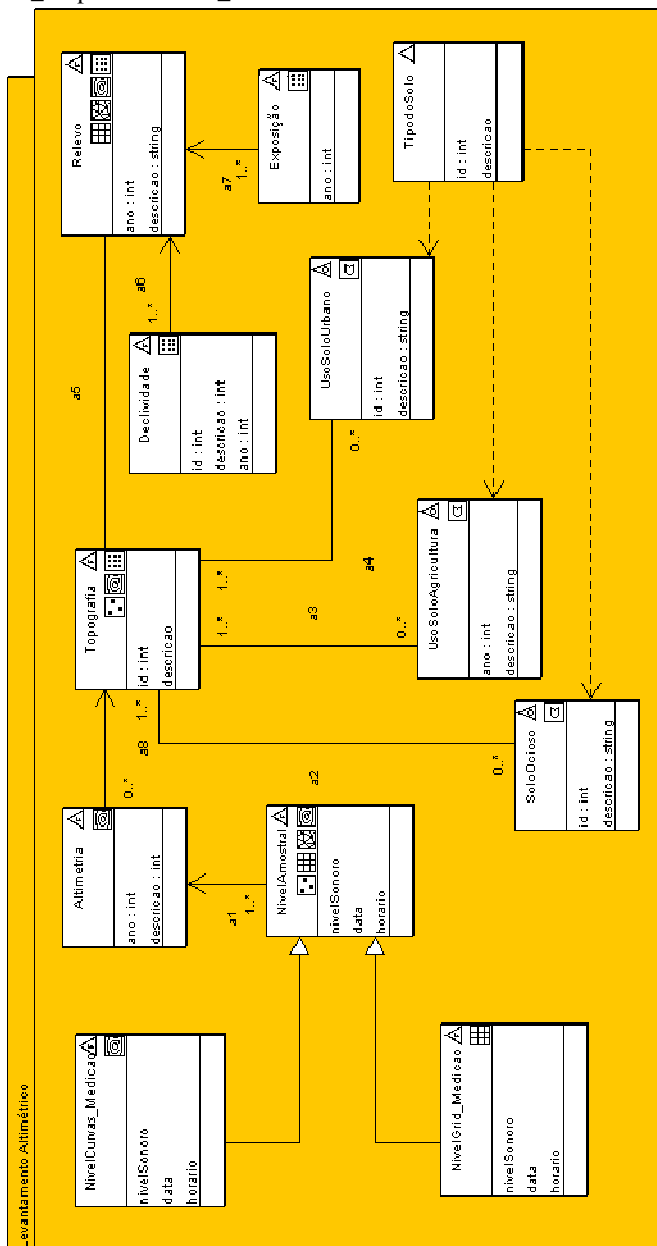 evantamento Altimétrico
NivelCurvas_Medicao
nivelSonoro
data
horario
Altimetria
ano : int
descricao : int
0..*
a8
1..*
Topografia
id : int
descricao
a5
Relevo
ano : int
descricao : string
a1
1..*
a6
1..*
Declividade
id : int
descricao : int
ano : int
a7
1..*
Exposição
ano : int
NivelAmostral
nivelSonoro
data
horario
a2
1..*
a3
1..*
a4
0..*
UsoSoloUrbano
id : int
descricao : string
0..*
UsoSoloAgricultura
ano : int
descricao : string
TipodoSolo
id : int
descricao
NivelGrid_Medicao
nivelSonoro
data
horario
0..*
SoloOcioso
id : int
descricao : string